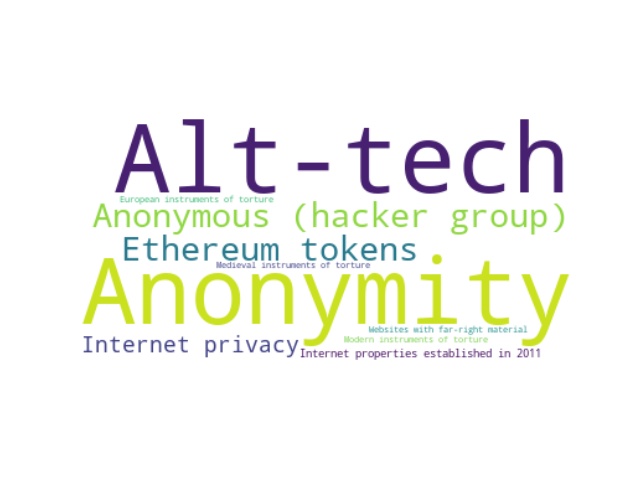 Alt-tech
European instruments of torture
Anonymous (hacker group)
Ethereum tokens
Medieval instruments of torture
Anonymity
Websites with far-right material
Internet privacy
Modern instruments of torture
Internet properties established in 2011